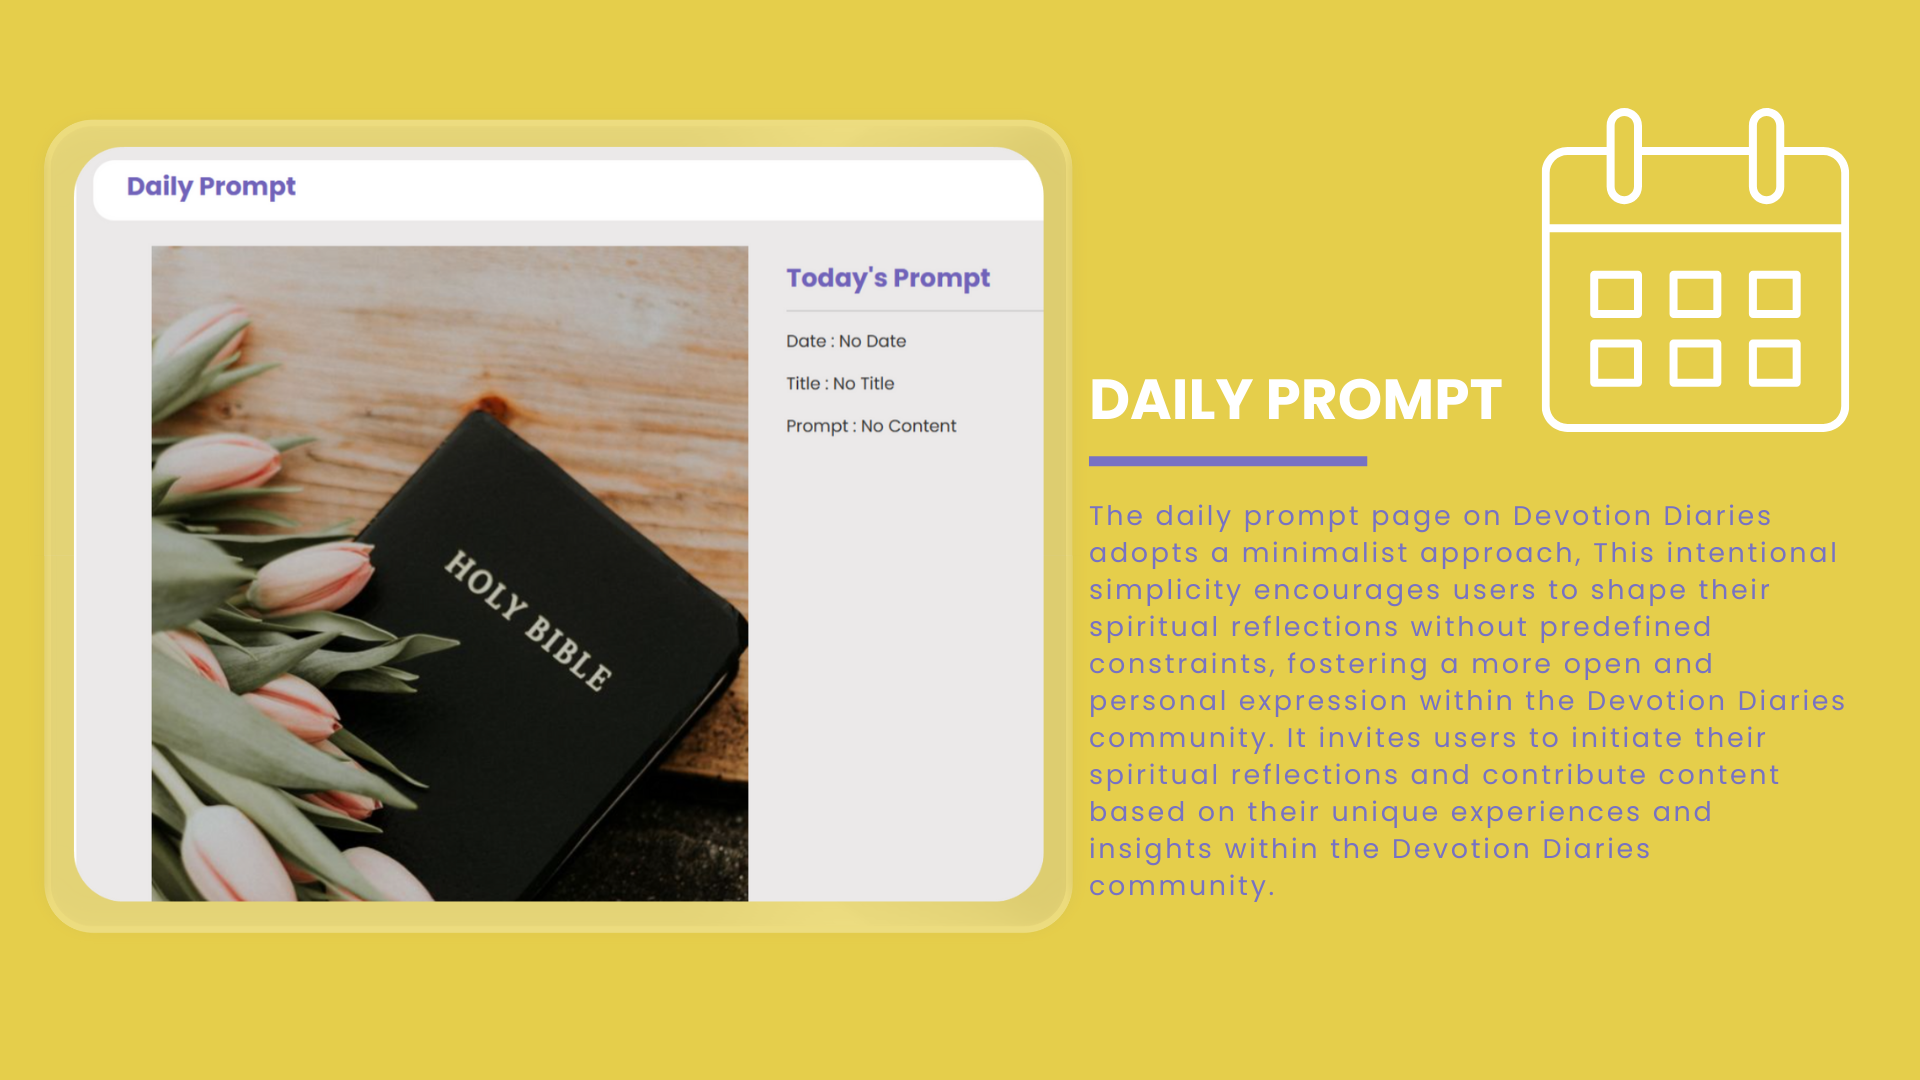 Daily Prompt
HOLY BIBLE
Today's Prompt
Date : No Date
Title : No Title
Prompt : No Content
DAILY PROMPT
The daily prompt page on Devotion Diaries
adopts a minimalist approach, This intentional
simplicity encourages users to shape their
spiritual reflections without predefined
constraints, fostering a more open and
personal expression within the Devotion Diaries
community. It invites users to initiate their
spiritual reflections and contribute content
based on their unique experiences and
insights within the Devotion Diaries
community.